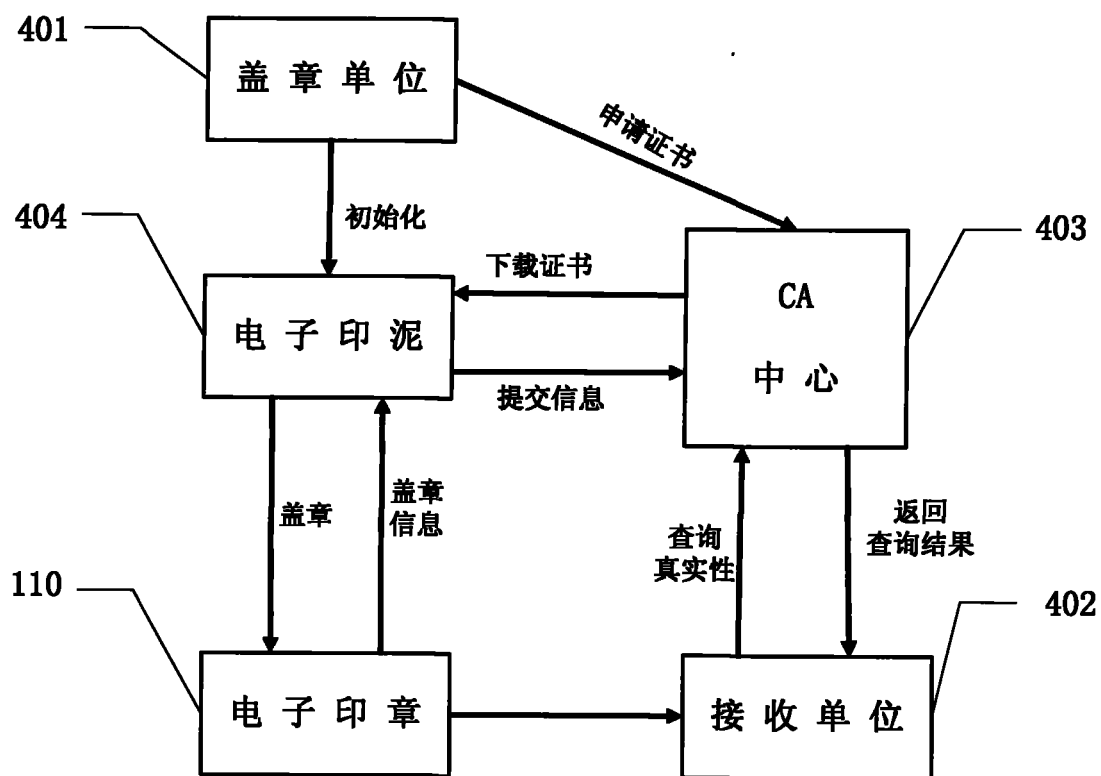 401
盖章单位
申请证书
404
初始化
403
下载证书
CA
电子印泥
中心
提交信息
盖章
盖章
信息
返回
查询结果
查询
真实性
110
402
电子印章
接收单位